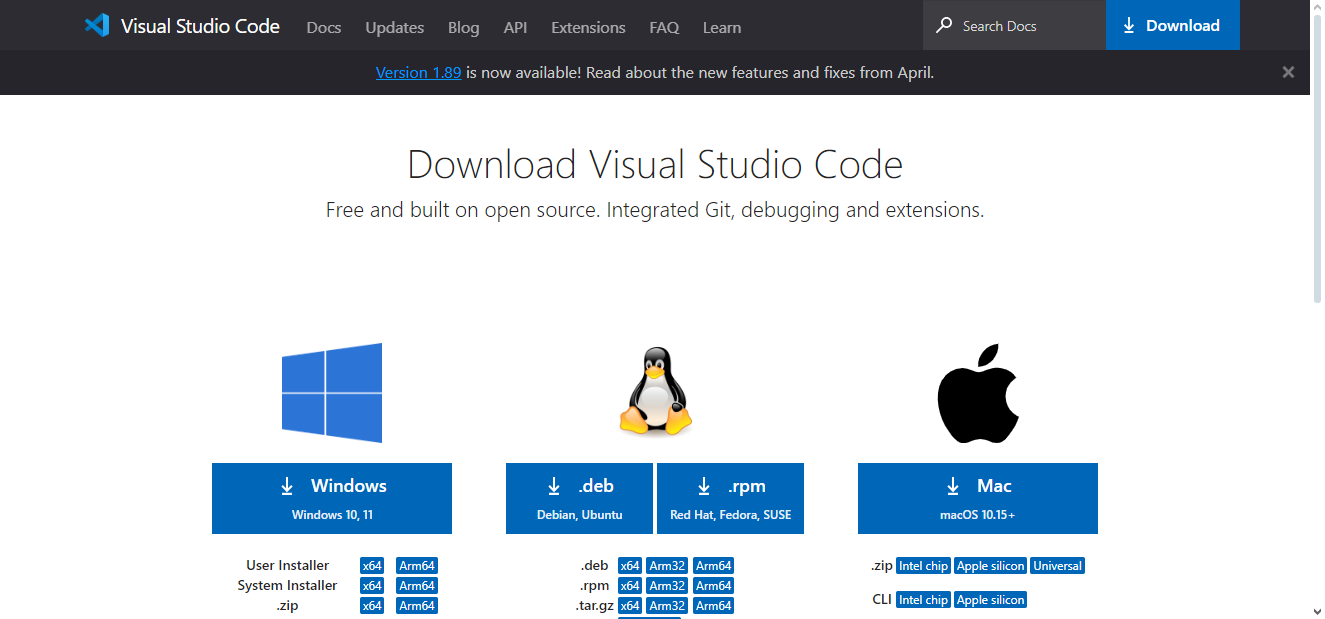 Visual Studio Code Docs Updates Blog API Extensions FAQ Learn Search Docs Download
Version 1.89 is now available! Read about the new features and fixes from April.
Download Visual Studio Code
Free and built on open source. Integrated Git, debugging and extensions.
Windows
Windows 10, 11
User Installer x64 Arm64
System Installer x64 Arm64
.zip x64 Arm64
.deb
Debian, Ubuntu
.rpm
Red Hat, Fedora, SUSE
.deb x64 Arm32 Arm64
.rpm x64 Arm32 Arm64
.tar.gz x64 Arm32 Arm64
Mac
macOS 10.15+
.zip Intel chip Apple silicon Universal
CLI Intel chip Apple silicon